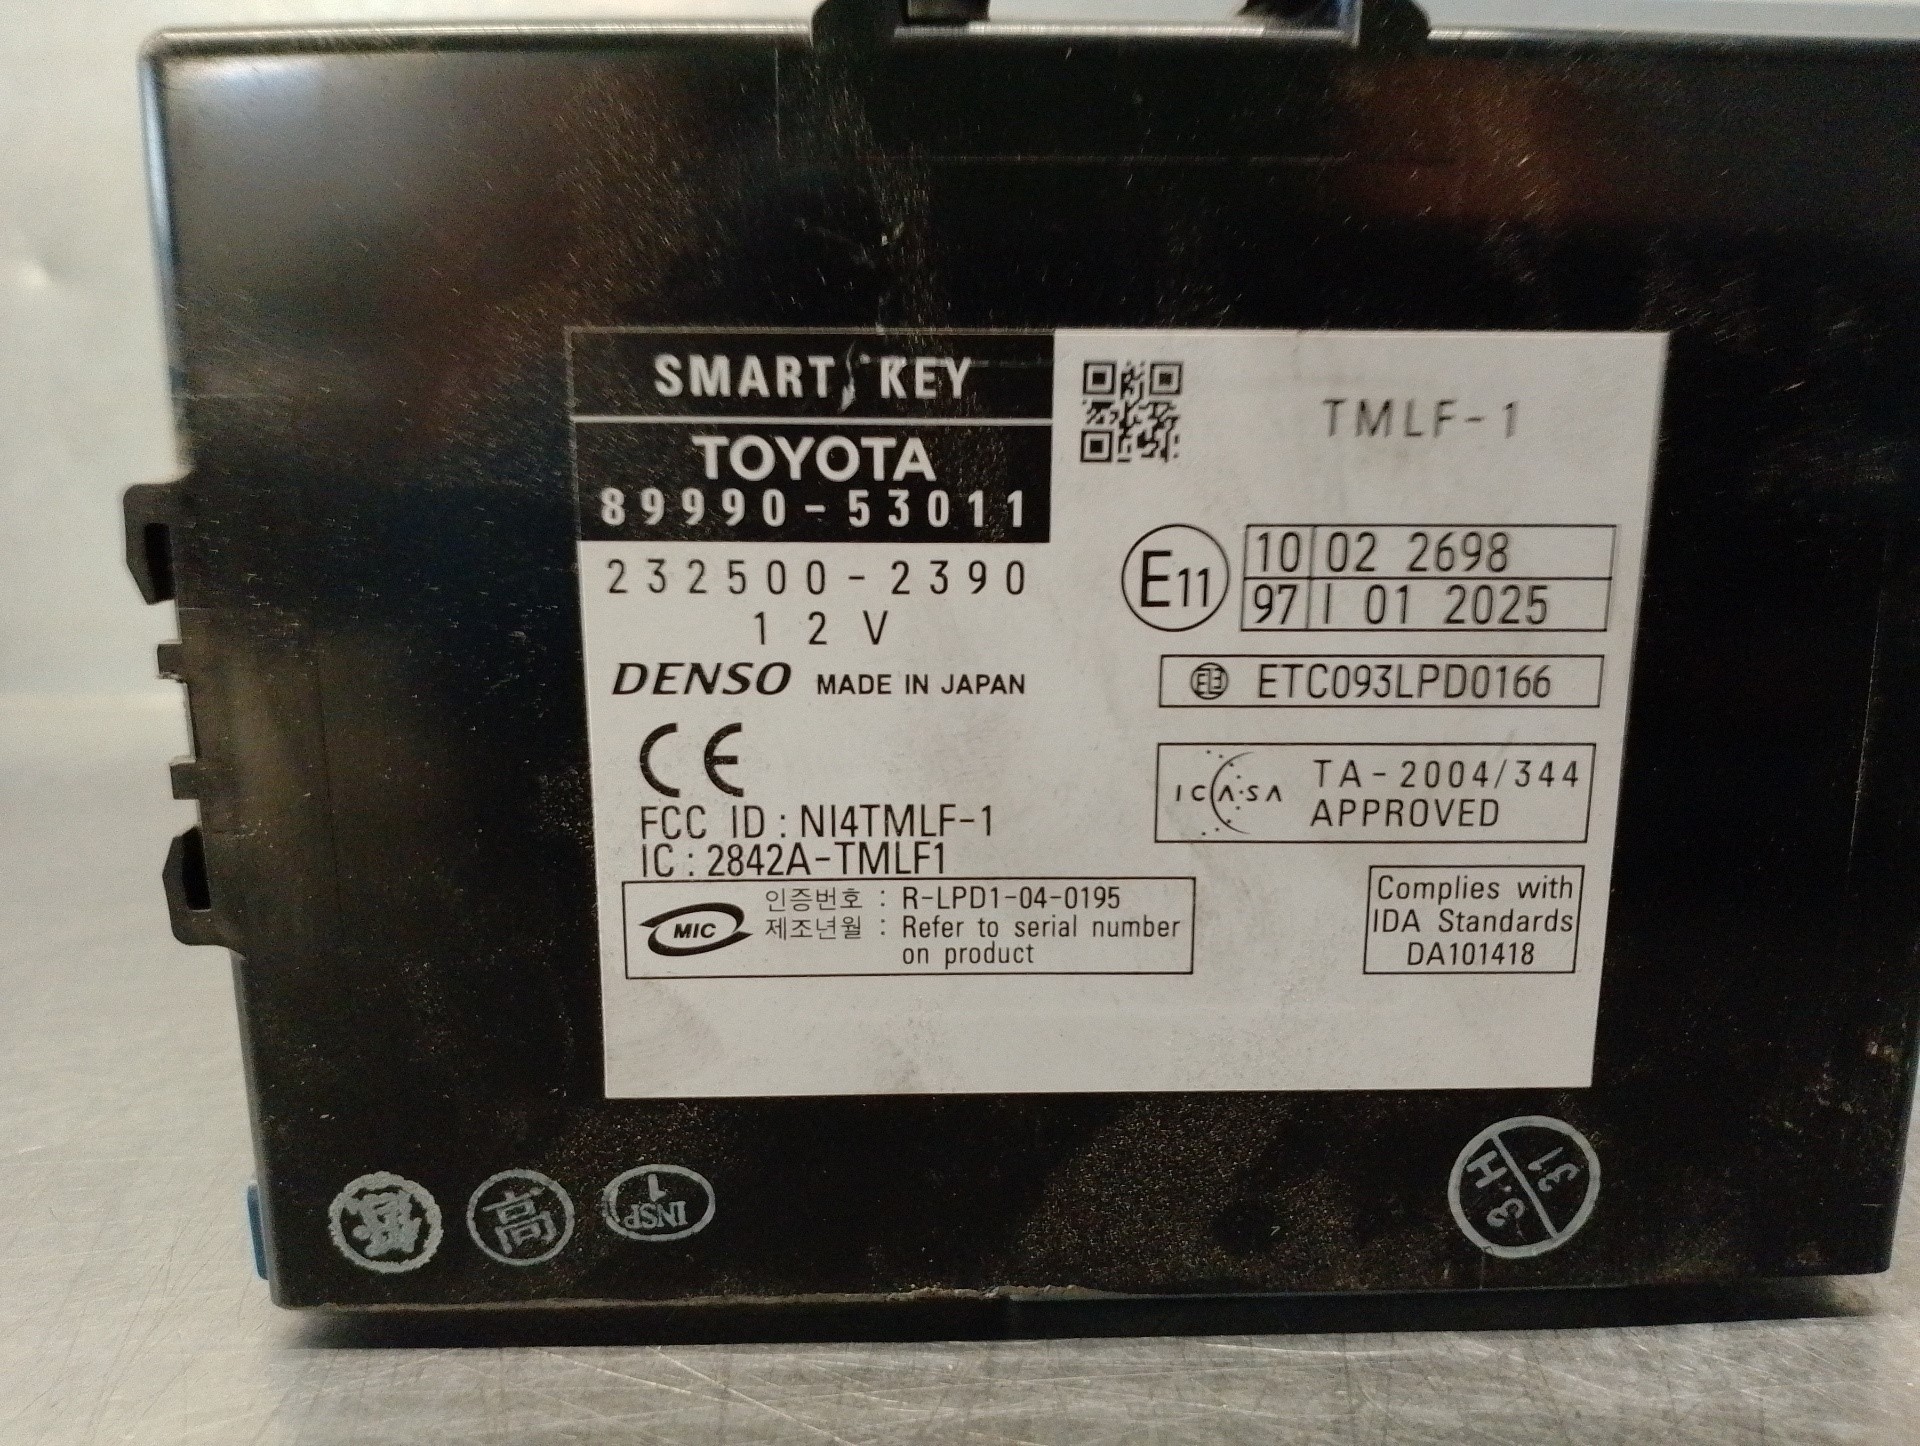 SMART KEY
TOYOTA
89990-53011
232500-2390
12V
DENSO MADE IN JAPAN
CE
FCC ID : NI4TMLF-1
IC : 2842A-TMLF1
MIC
인증번호 : R-LPD1-04-0195
제조년월 : Refer to serial number
on product
TMLF-1
E11
10 02 2698
97 I 01 2025
ETC093LPD0166
ICASA
TA-2004/344
APPROVED
Complies with
IDA Standards
DA101418
高
INSP
1
3.H
31